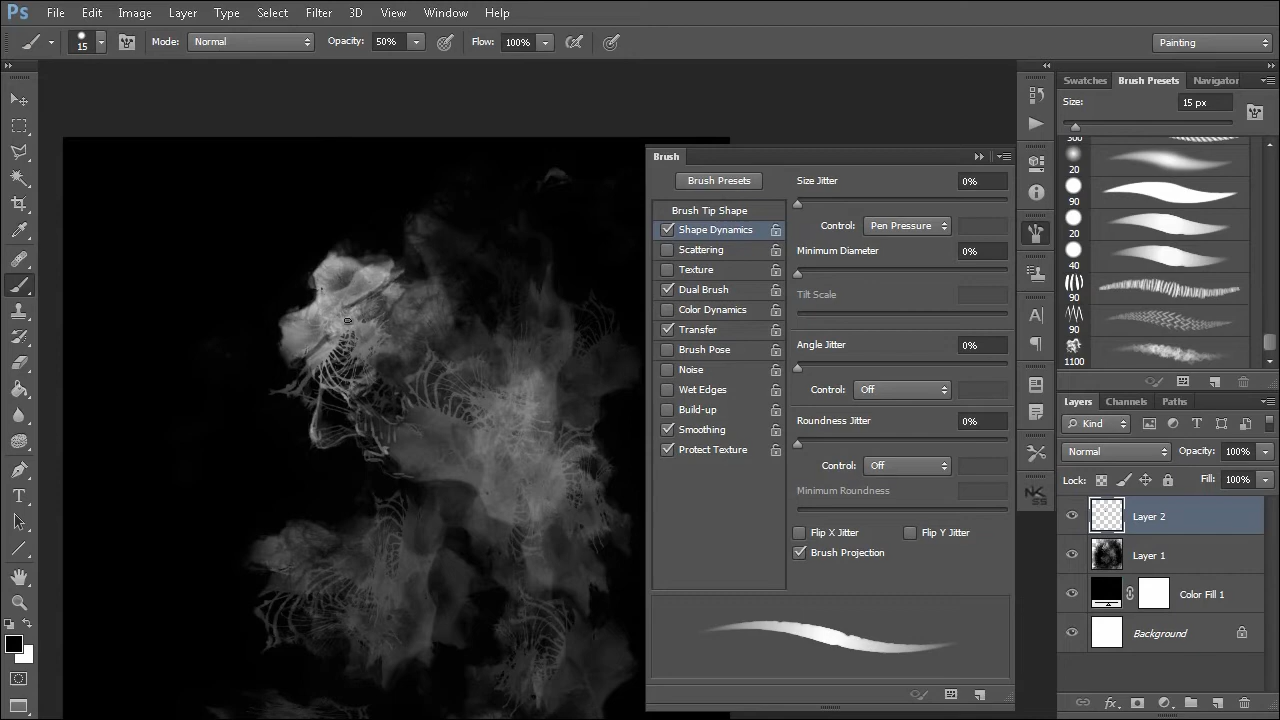 Ps File Edit Image Layer Type Select Filter 3D View Window Help
15 Mode: Normal Opacity: 50% Flow: 100% Painting
Swatches Brush Presets Navigator
Size: 15 px
300
20
90
20
40
90
90
1100
Brush
Brush Presets
Brush Tip Shape
Shape Dynamics
Scattering
Texture
Dual Brush
Color Dynamics
Transfer
Brush Pose
Noise
Wet Edges
Build-up
Smoothing
Protect Texture
Size Jitter 0%
Control: Pen Pressure
Minimum Diameter 0%
Tilt Scale
Angle Jitter 0%
Control: Off
Roundness Jitter 0%
Control: Off
Minimum Roundness
Flip X Jitter Flip Y Jitter
Brush Projection
Layers Channels Paths
Kind
Normal Opacity: 100%
Lock: Fill: 100%
Layer 2
Layer 1
Color Fill 1
Background